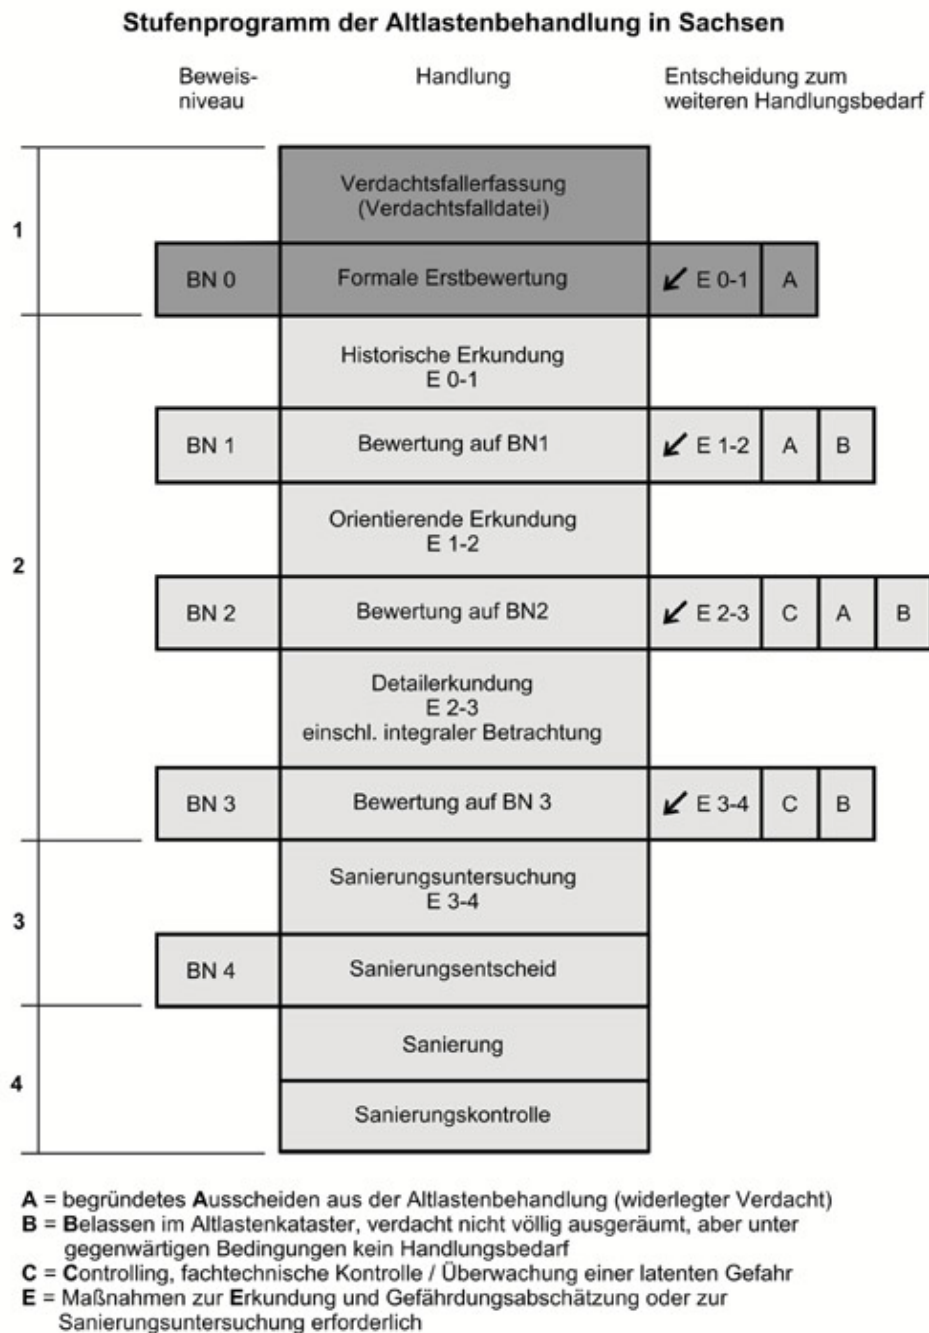 Stufenprogramm der Altlastenbehandlung in Sachsen
Beweis-
niveau
Handlung
Entscheidung zum
weiteren Handlungsbedarf
1
Verdachtsfallerfassung
(Verdachtsfalldatei)
BN 0
Formale Erstbewertung
↙ E 0-1
A
2
Historische Erkundung
E 0-1
BN 1
Bewertung auf BN1
↙ E 1-2
A
B
Orientierende Erkundung
E 1-2
BN 2
Bewertung auf BN2
↙ E 2-3
C
A
B
Detailerkundung
E 2-3
einschl. integraler Betrachtung
BN 3
Bewertung auf BN 3
↙ E 3-4
C
B
3
Sanierungsuntersuchung
E 3-4
BN 4
Sanierungsentscheid
4
Sanierung
Sanierungskontrolle
A = begründetes Ausscheiden aus der Altlastenbehandlung (widerlegter Verdacht)
B = Belassen im Altlastenkataster, verdacht nicht völlig ausgeräumt, aber unter
gegenwärtigen Bedingungen kein Handlungsbedarf
C = Controlling, fachtechnische Kontrolle / Überwachung einer latenten Gefahr
E = Maßnahmen zur Erkundung und Gefährdungsabschätzung oder zur
Sanierungsuntersuchung erforderlich